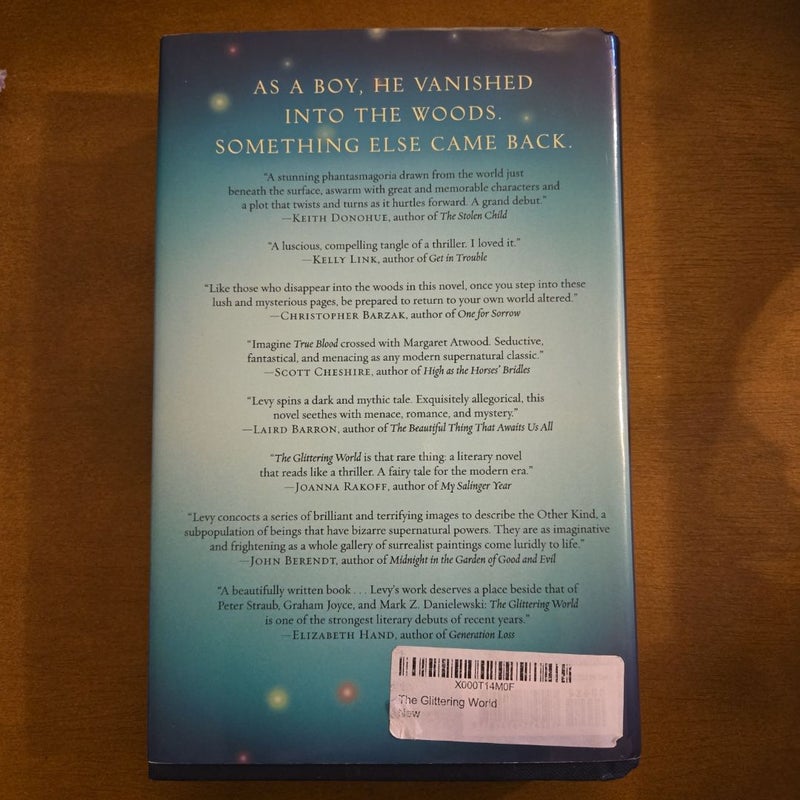 AS A BOY, HE VANISHED
INTO THE WOODS.
SOMETHING ELSE CAME BACK.
“A stunning phantasmagoria drawn from the world just
beneath the surface, aswarm with great and memorable characters and
a plot that twists and turns as it hurtles forward. A grand debut.”
—KEITH DONOHUE, author of The Stolen Child
“A luscious, compelling tangle of a thriller. I loved it.”
—KELLY LINK, author of Get in Trouble
“Like those who disappear into the woods in this novel, once you step into these
lush and mysterious pages, be prepared to return to your own world altered.”
—CHRISTOPHER BARZAK, author of One for Sorrow
“Imagine True Blood crossed with Margaret Atwood. Seductive,
fantastical, and menacing as any modern supernatural classic.”
—SCOTT CHESHIRE, author of High as the Horses’ Bridles
“Levy spins a dark and mythic tale. Exquisitely allegorical, this
novel seethes with menace, romance, and mystery.”
—LAIRD BARRON, author of The Beautiful Thing That Awaits Us All
“The Glittering World is that rare thing: a literary novel
that reads like a thriller. A fairy tale for the modern era.”
—JOANNA RAKOFF, author of My Salinger Year
“Levy concocts a series of brilliant and terrifying images to describe the Other Kind, a
subpopulation of beings that have bizarre supernatural powers. They are as imaginative
and frightening as a whole gallery of surrealist paintings come luridly to life.”
—JOHN BERENDT, author of Midnight in the Garden of Good and Evil
“A beautifully written book . . . Levy’s work deserves a place beside that of
Peter Straub, Graham Joyce, and Mark Z. Danielewski: The Glittering World
is one of the strongest literary debuts of recent years.”
—ELIZABETH HAND, author of Generation Loss
X000T14M0F
The Glittering World
New